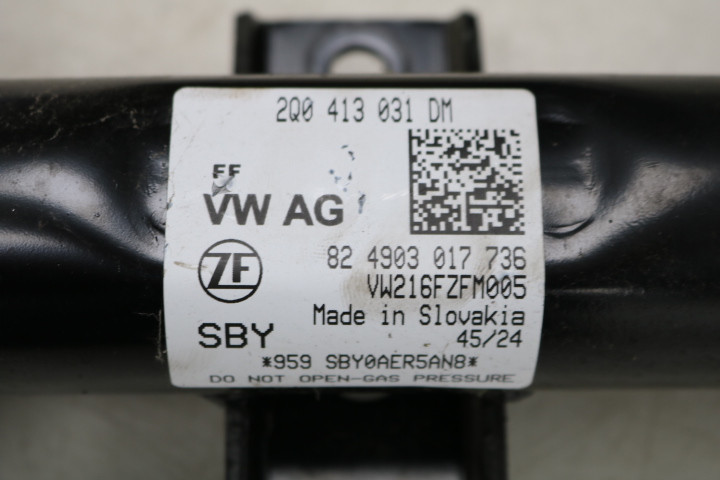 2Q0 413 031 DM
FF
VW AG
ZF
82 4903 017 736
VW216FZFM005
Made in Slovakia
SBY
45/24
*959 SBY0AER5AN8*
DO NOT OPEN-GAS PRESSURE